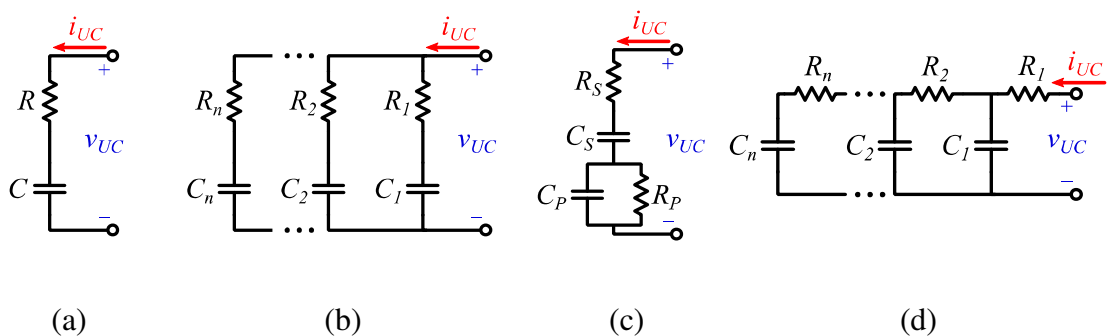 i_UC
R
+
v_UC
C
–
(a)
i_UC
+
R_n
R_2
R_1
v_UC
C_n
C_2
C_1
–
(b)
i_UC
+
R_S
C_S
v_UC
C_P
R_P
–
(c)
R_n
R_2
R_1
i_UC
+
C_n
C_2
C_1
v_UC
–
(d)